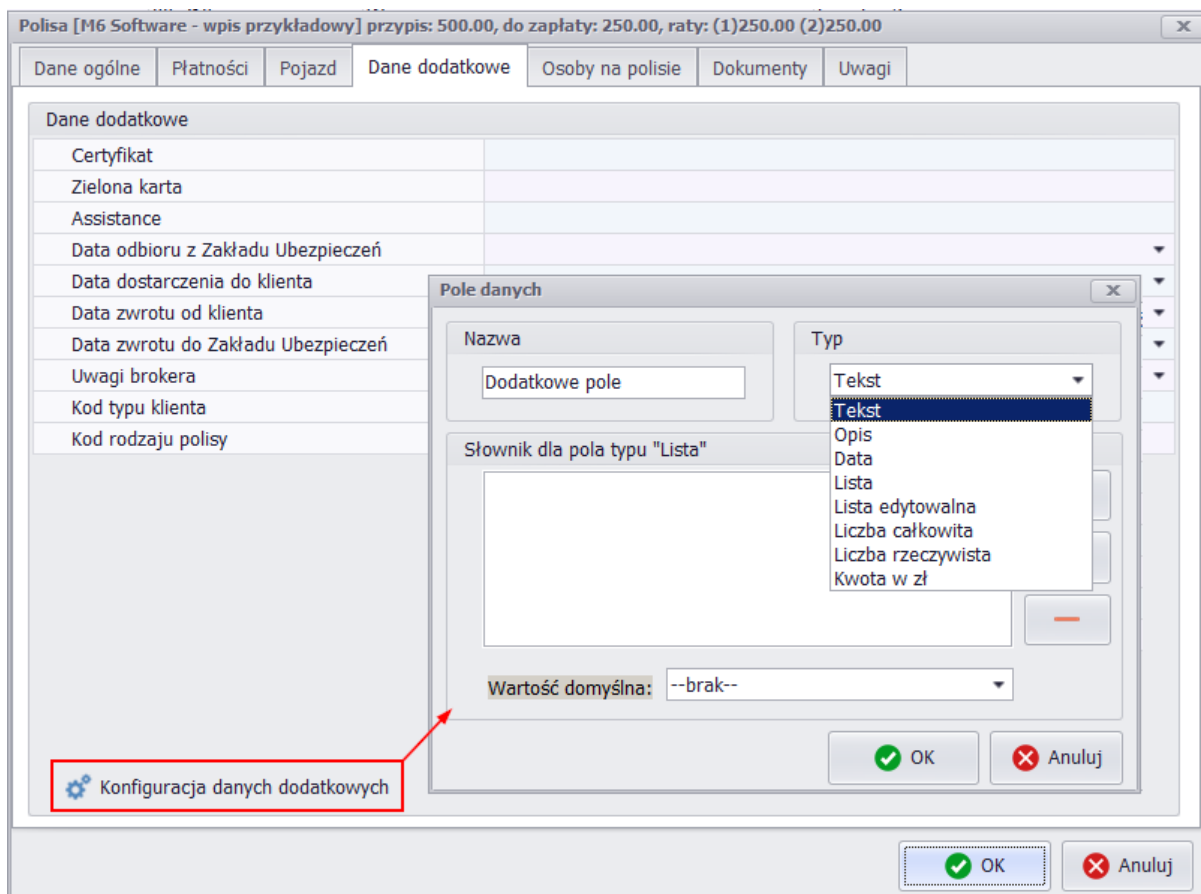 Polisa [M6 Software - wpis przykładowy] przypis: 500.00, do zapłaty: 250.00, raty: (1)250.00 (2)250.00
Dane ogólne Płatności Pojazd Dane dodatkowe Osoby na polisie Dokumenty Uwagi
Dane dodatkowe
Certyfikat
Zielona karta
Assistance
Data odbioru z Zakładu Ubezpieczeń
Data dostarczenia do klienta
Data zwrotu od klienta
Data zwrotu do Zakładu Ubezpieczeń
Uwagi brokera
Kod typu klienta
Kod rodzaju polisy
Pole danych
Nazwa
Dodatkowe pole
Typ
Tekst
Tekst
Opis
Data
Lista
Lista edytowalna
Liczba całkowita
Liczba rzeczywista
Kwota w zł
Słownik dla pola typu "Lista"
Wartość domyślna: --brak--
OK Anuluj
Konfiguracja danych dodatkowych
OK Anuluj